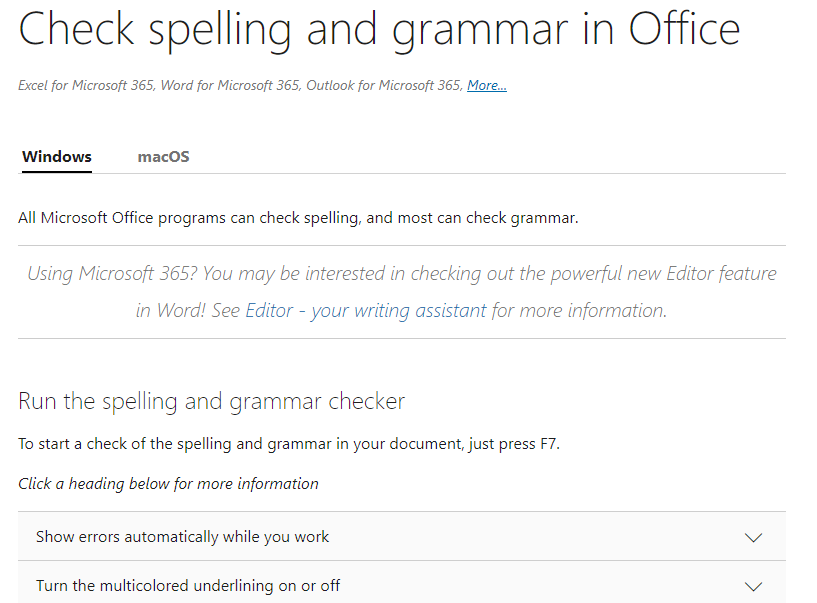 Check spelling and grammar in Office
Excel for Microsoft 365, Word for Microsoft 365, Outlook for Microsoft 365, More...
Windows macOS
All Microsoft Office programs can check spelling, and most can check grammar.
Using Microsoft 365? You may be interested in checking out the powerful new Editor feature
in Word! See Editor - your writing assistant for more information.
Run the spelling and grammar checker
To start a check of the spelling and grammar in your document, just press F7.
Click a heading below for more information
Show errors automatically while you work
Turn the multicolored underlining on or off